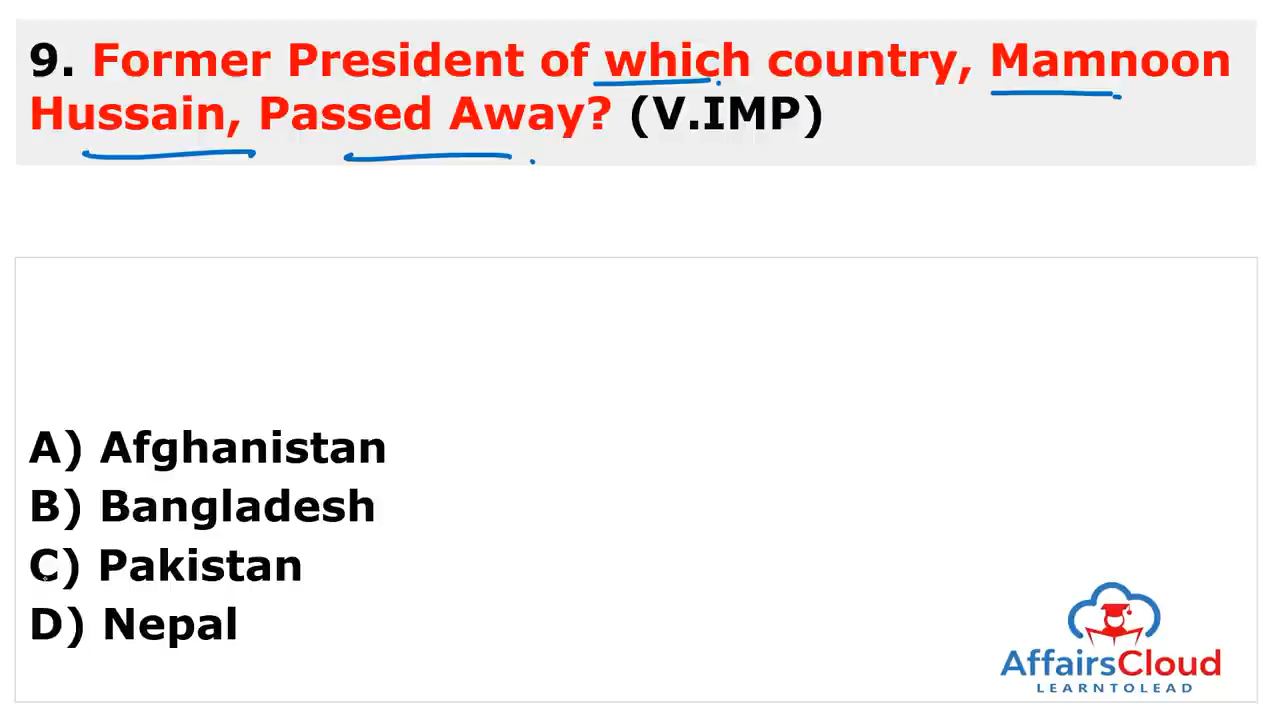 9. Former President of which country, Mamnoon
Hussain, Passed Away? (V.IMP)
A) Afghanistan
B) Bangladesh
C) Pakistan
D) Nepal
AffairsCloud
LEARNTOLEAD